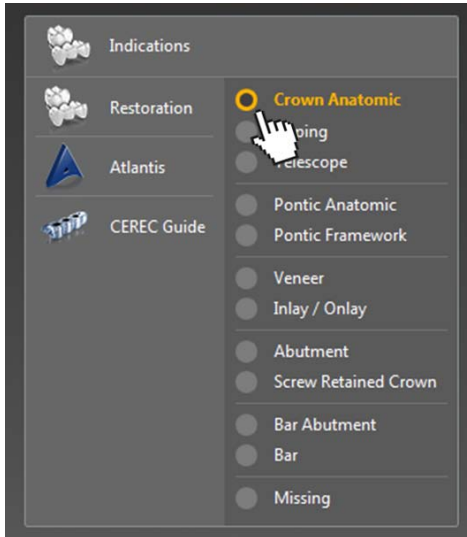 Indications
Restoration
Atlantis
CEREC Guide
Crown Anatomic
Telescope
Pontic Anatomic
Pontic Framework
Veneer
Inlay / Onlay
Abutment
Screw Retained Crown
Bar Abutment
Bar
Missing